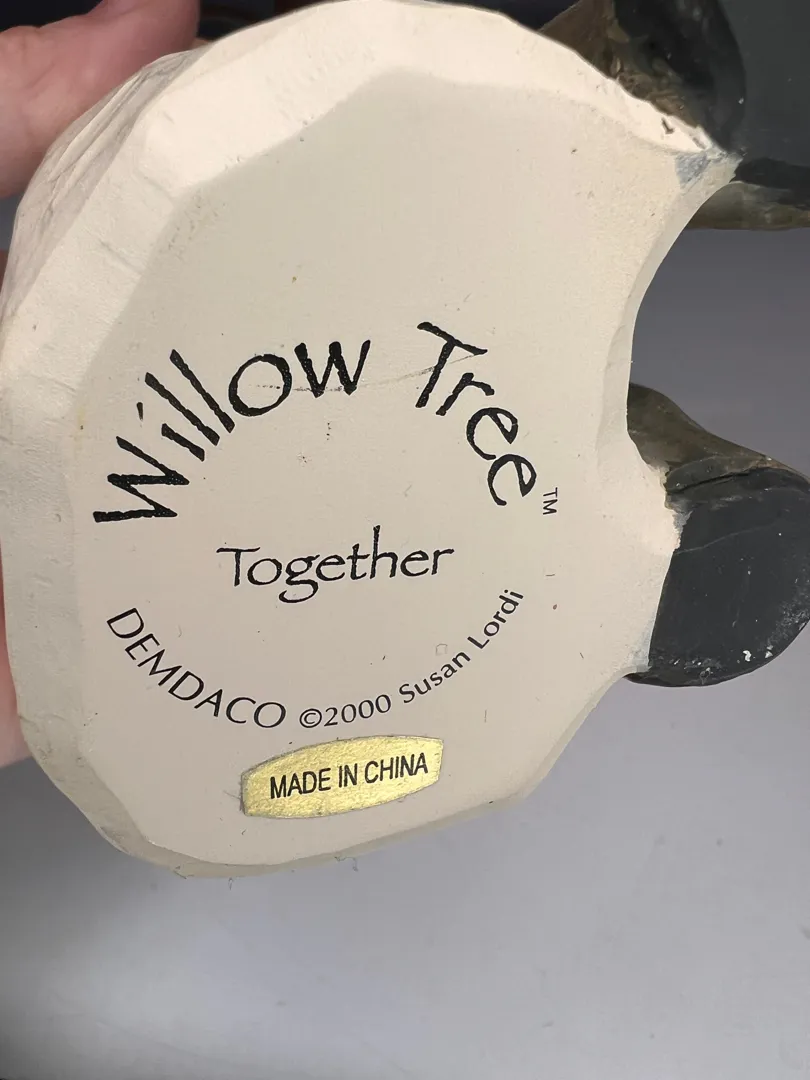 Willow Tree™
Together
DEMDACO ©2000 Susan Lordi
MADE IN CHINA